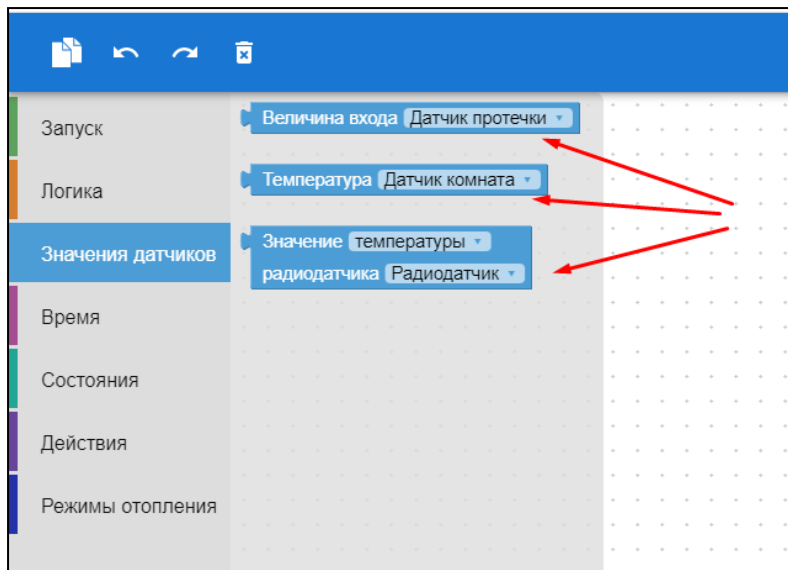 Запуск
Логика
Значения датчиков
Время
Состояния
Действия
Режимы отопления
Величина входа Датчик протечки
Температура Датчик комната
Значение температуры
радиодатчика Радиодатчик